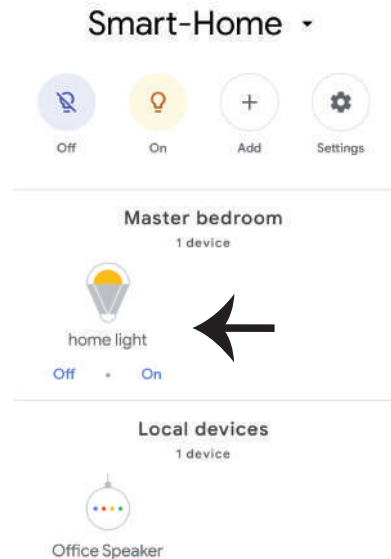 Smart-Home
Off On Add Settings
Master bedroom
1 device
home light
Off • On
Local devices
1 device
Office Speaker